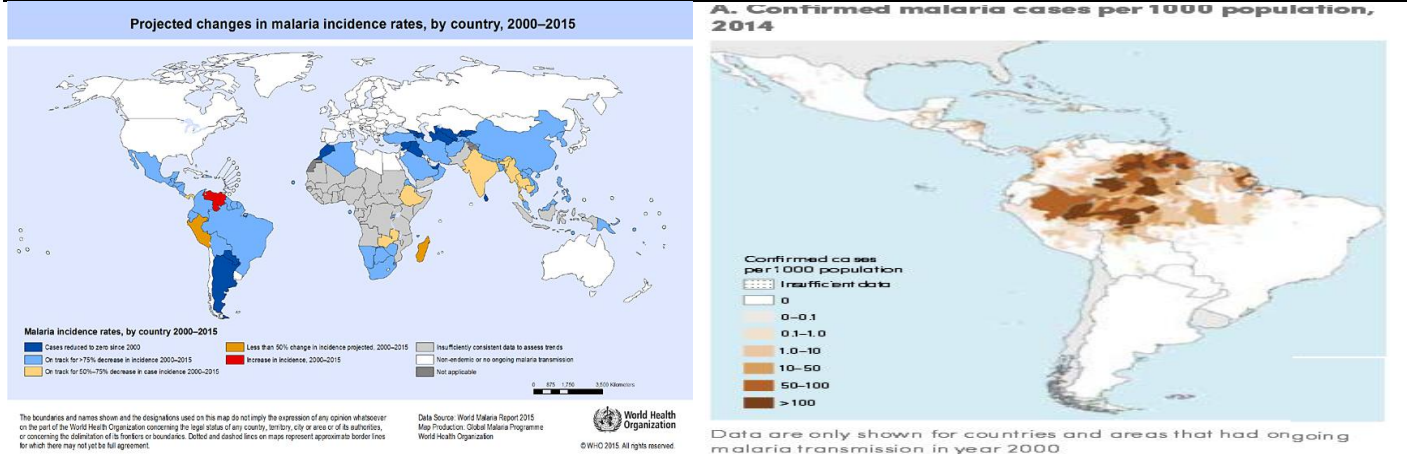 Projected changes in malaria incidence rates, by country, 2000–2015
Malaria incidence rates, by country 2000–2015
Cases reduced to zero since 2000
On track for >75% decrease in incidence 2000–2015
On track for 50%–75% decrease in case incidence 2000–2015
Less than 50% change in incidence projected, 2000–2015
Increase in incidence, 2000–2015
Insufficiently consistent data to assess trends
Non-endemic or no ongoing malaria transmission
Not applicable
0 875 1,750 3,500 Kilometers
The boundaries and names shown and the designations used on this map do not imply the expression of any opinion whatsoever
on the part of the World Health Organization concerning the legal status of any country, territory, city or area or of its authorities,
or concerning the delimitation of its frontiers or boundaries. Dotted and dashed lines on maps represent approximate border lines
for which there may not yet be full agreement.
Data Source: World Malaria Report 2015
Map Production: Global Malaria Programme
World Health Organization
World Health
Organization
© WHO 2015. All rights reserved.
A. Confirmed malaria cases per 1000 population,
2014
Confirmed cases
per 1000 population
Insufficient data
0
0–0.1
0.1–1.0
1.0–10
10–50
50–100
>100
Data are only shown for countries and areas that had ongoing
malaria transmission in year 2000